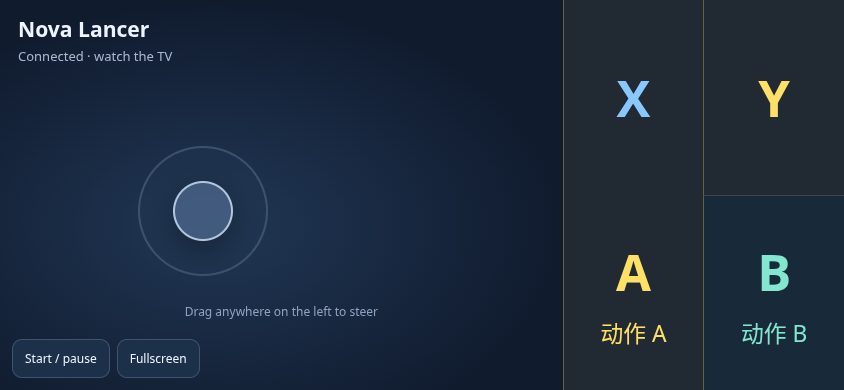 Nova Lancer
Connected · watch the TV
Drag anywhere on the left to steer
Start / pause
Fullscreen
X
Y
A
动作 A
B
动作 B